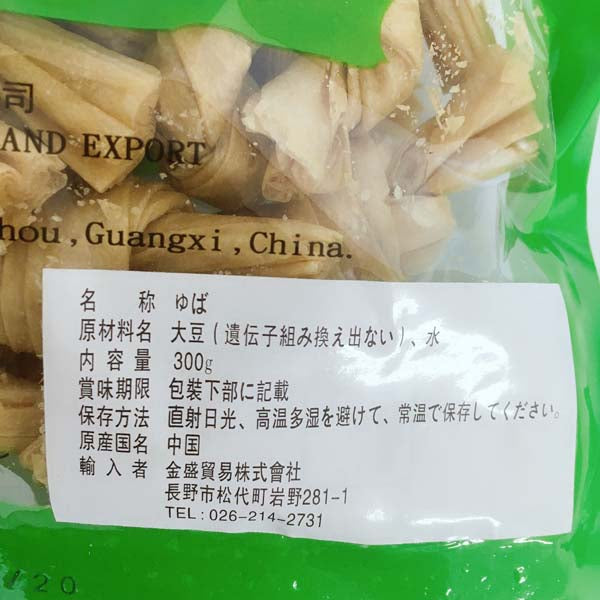 司
AND EXPORT
hou,Guangxi,China.
名称 ゆば
原材料名 大豆(遺伝子組み換え出ない)、水
内容量 300g
賞味期限 包裝下部に記載
保存方法 直射日光、高温多湿を避けて、常温で保存してください。
原産国名 中国
輸入者 金盛貿易株式會社
長野市松代町岩野281-1
TEL:026-214-2731
/20